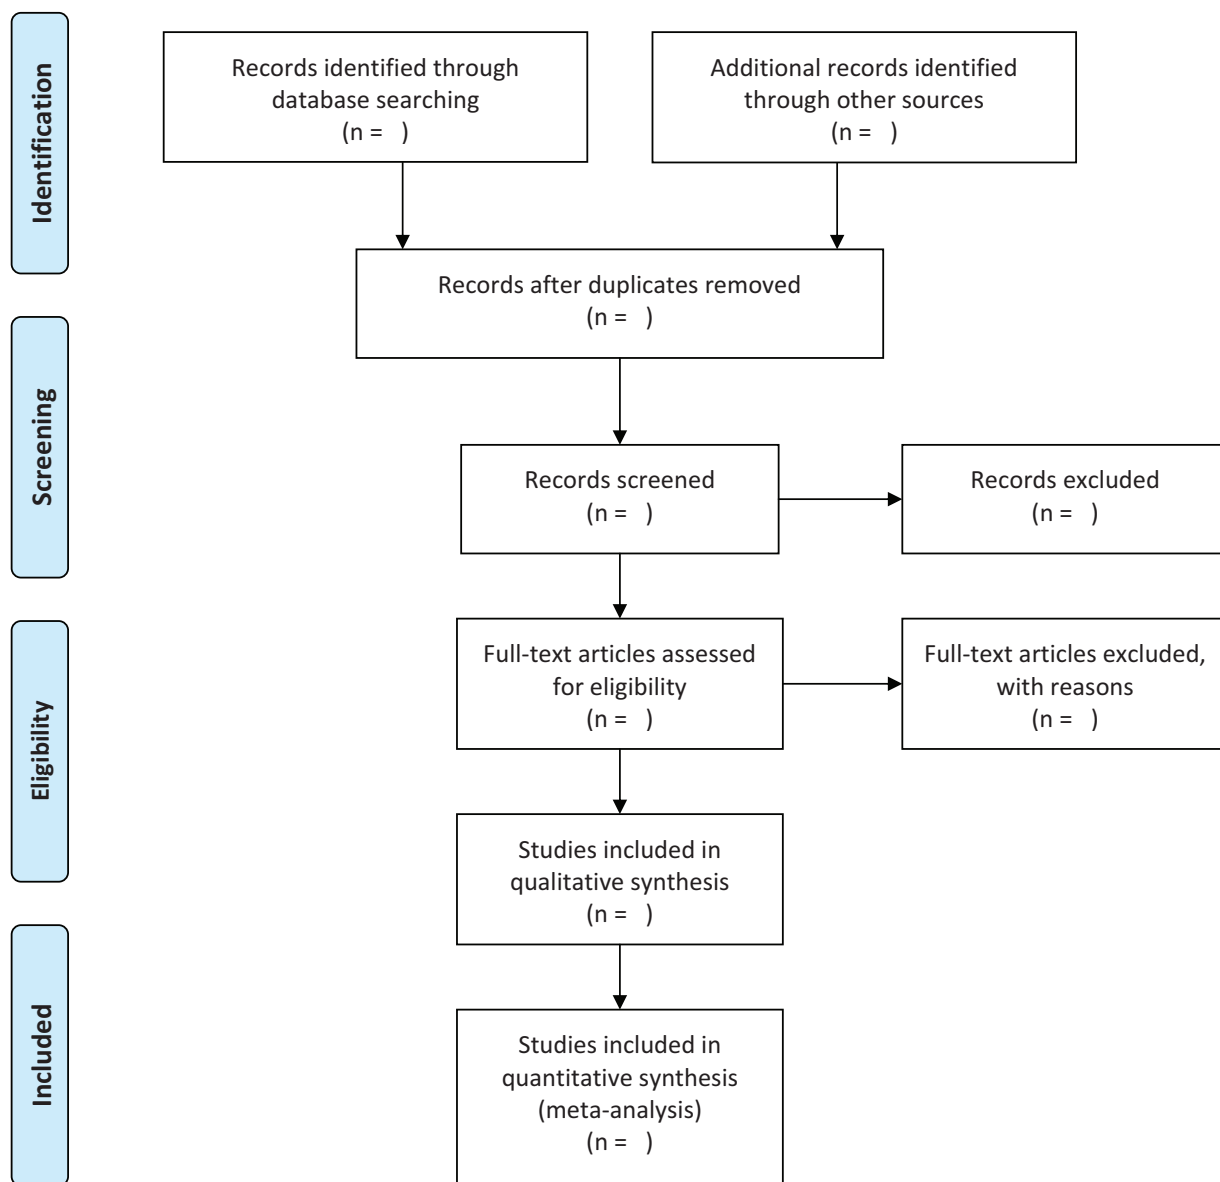 Identification
Records identified through
database searching
(n =   )
Additional records identified
through other sources
(n =   )
Records after duplicates removed
(n =   )
Screening
Records screened
(n =   )
Records excluded
(n =   )
Eligibility
Full-text articles assessed
for eligibility
(n =   )
Full-text articles excluded,
with reasons
(n =   )
Studies included in
qualitative synthesis
(n =   )
Included
Studies included in
quantitative synthesis
(meta-analysis)
(n =   )